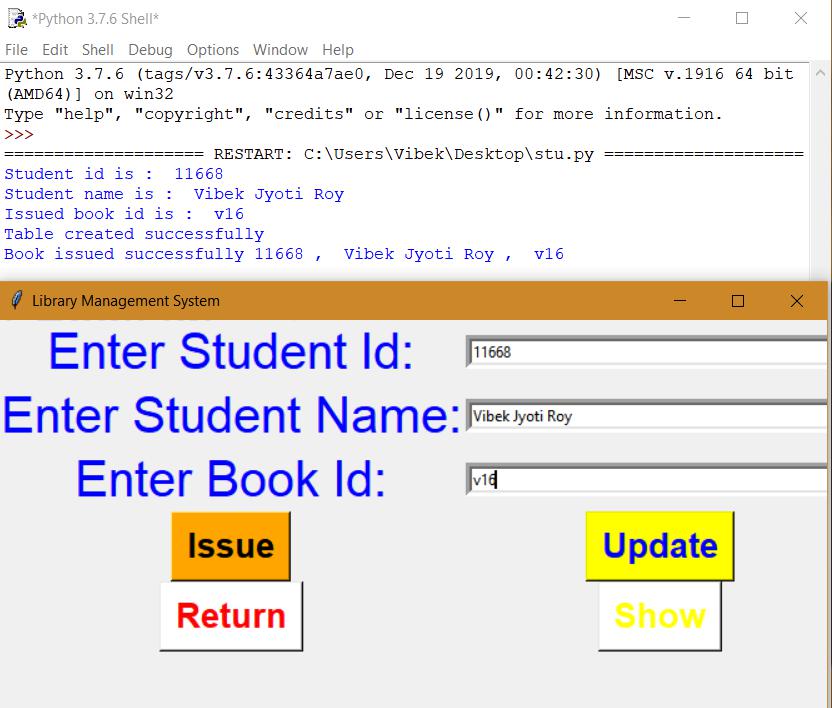 *Python 3.7.6 Shell*
File Edit Shell Debug Options Window Help
Python 3.7.6 (tags/v3.7.6:43364a7ae0, Dec 19 2019, 00:42:30) [MSC v.1916 64 bit
(AMD64)] on win32
Type "help", "copyright", "credits" or "license()" for more information.
>>>
==================== RESTART: C:\Users\Vibek\Desktop\stu.py ====================
Student id is :  11668
Student name is :  Vibek Jyoti Roy
Issued book id is :  v16
Table created successfully
Book issued successfully 11668 ,  Vibek Jyoti Roy ,  v16
Library Management System
Enter Student Id: 11668
Enter Student Name: Vibek Jyoti Roy
Enter Book Id: v16
Issue Update
Return Show